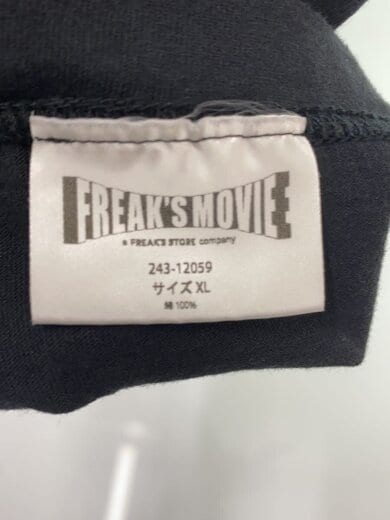 FREAK'S MOVIE
a FREAK'S STORE company
243-12059
サイズ XL
綿 100%